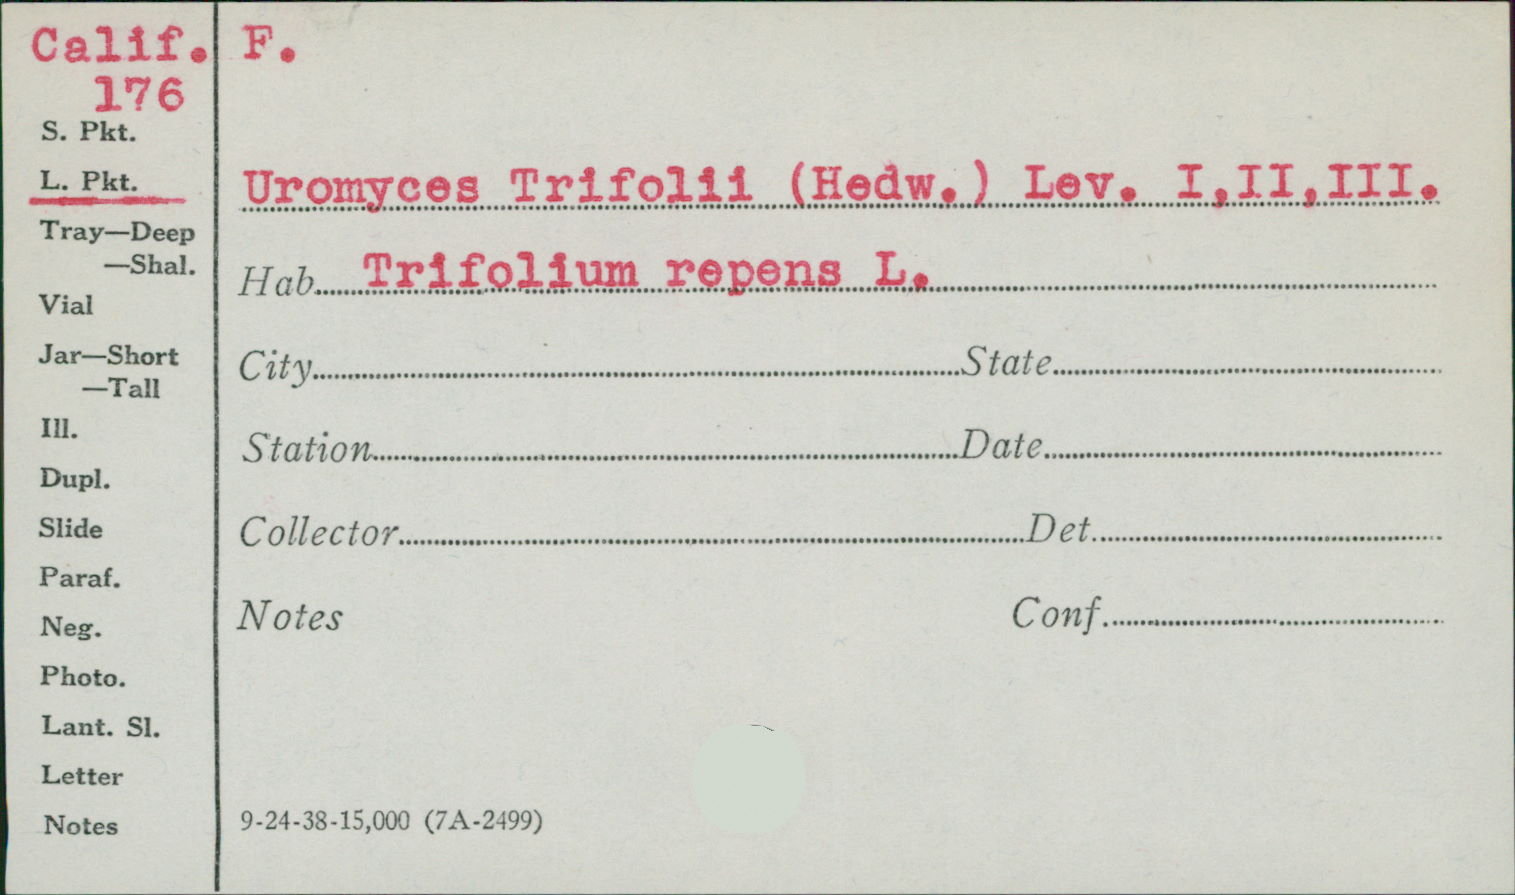 Calif.
176
S. Pkt.
L. Pkt.
Tray—Deep
—Shal.
Vial
Jar—Short
—Tall
Ill.
Dupl.
Slide
Paraf.
Neg.
Photo.
Lant. Sl.
Letter
Notes
F.
Uromyces Trifolii (Hedw.) Lev. I,II,III.
Hab. Trifolium repens L.
City State
Station Date
Collector Det.
Notes Conf.
9-24-38-15,000 (7A-2499)